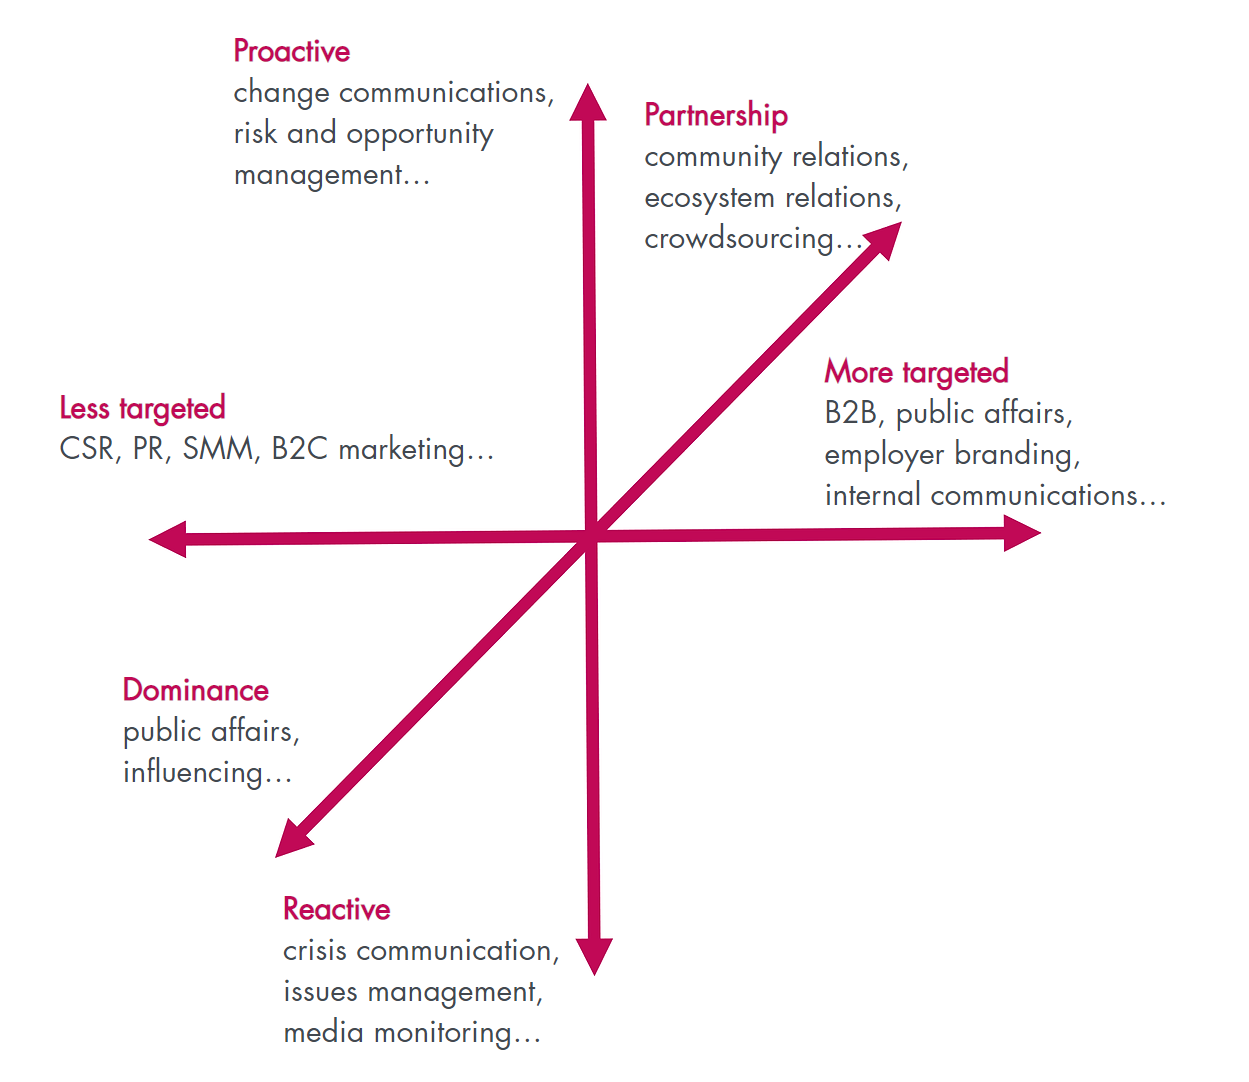 Proactive
change communications,
risk and opportunity
management…
Partnership
community relations,
ecosystem relations,
crowdsourcing…
More targeted
B2B, public affairs,
employer branding,
internal communications…
Less targeted
CSR, PR, SMM, B2C marketing…
Dominance
public affairs,
influencing…
Reactive
crisis communication,
issues management,
media monitoring…